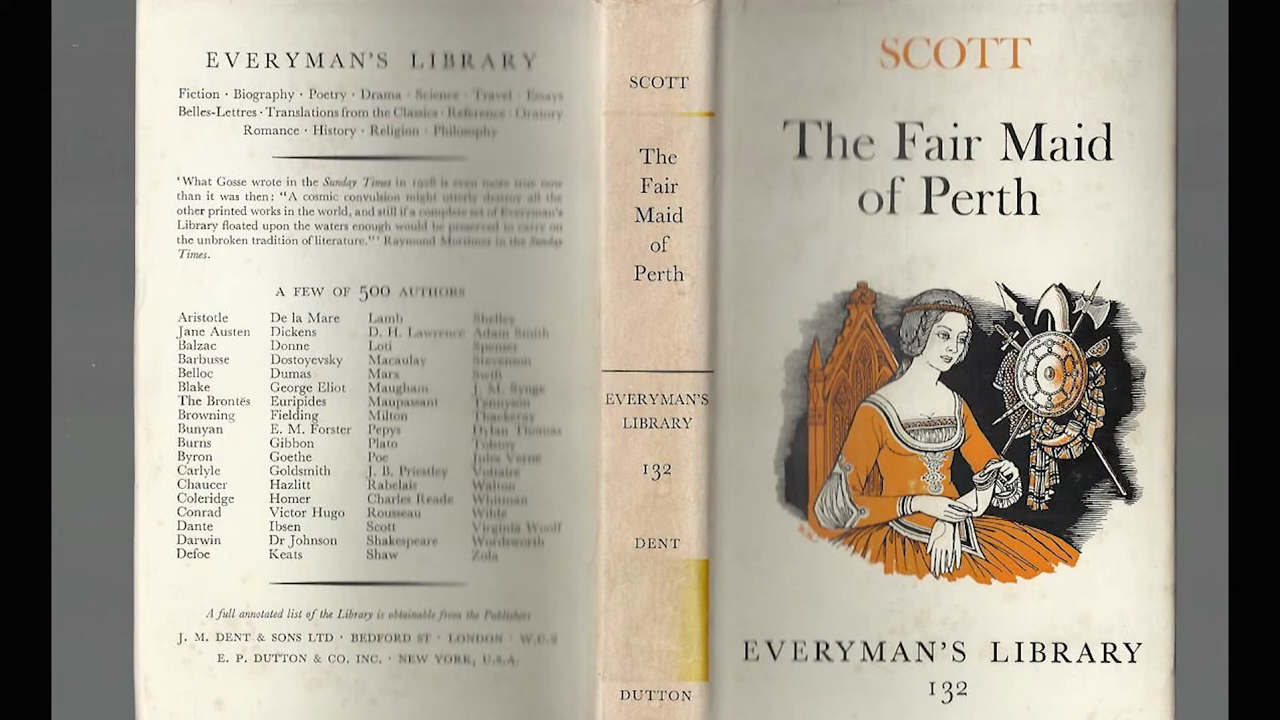 EVERYMAN'S LIBRARY
Fiction · Biography · Poetry · Drama · Science · Travel · Essays
Belles-Lettres · Translations from the Classics · Reference · Oratory
Romance · History · Religion · Philosophy
'What Gosse wrote in the Sunday Times in 1928 is even more true now
than it was then: "A cosmic convulsion might utterly destroy all the
other printed works in the world, and still if a complete set of Everyman's
Library floated upon the waters enough would be preserved to carry on
the unbroken tradition of literature."' Raymond Mortimer in the Sunday
Times.
A FEW OF 500 AUTHORS
Aristotle De la Mare Lamb Shelley
Jane Austen Dickens D. H. Lawrence Adam Smith
Balzac Donne Loti Spenser
Barbusse Dostoyevsky Macaulay Stevenson
Belloc Dumas Marx Swift
Blake George Eliot Maugham J. M. Synge
The Brontës Euripides Maupassant Tennyson
Browning Fielding Milton Thackeray
Bunyan E. M. Forster Pepys Dylan Thomas
Burns Gibbon Plato Tolstoy
Byron Goethe Poe Jules Verne
Carlyle Goldsmith J. B. Priestley Voltaire
Chaucer Hazlitt Rabelais Walton
Coleridge Homer Charles Reade Whitman
Conrad Victor Hugo Rousseau Wilde
Dante Ibsen Scott Virginia Woolf
Darwin Dr Johnson Shakespeare Wordsworth
Defoe Keats Shaw Zola
A full annotated list of the Library is obtainable from the Publishers
J. M. DENT & SONS LTD · BEDFORD ST · LONDON · W.C.2
E. P. DUTTON & CO. INC. · NEW YORK, U.S.A.
SCOTT
The
Fair
Maid
of
Perth
EVERYMAN'S
LIBRARY
132
DENT
DUTTON
SCOTT
The Fair Maid
of Perth
EVERYMAN'S LIBRARY
132